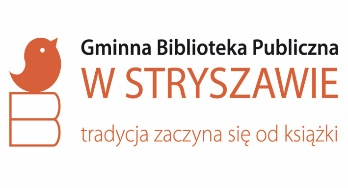 Gminna Biblioteka Publiczna
W STRYSZAWIE
tradycja zaczyna się od książki